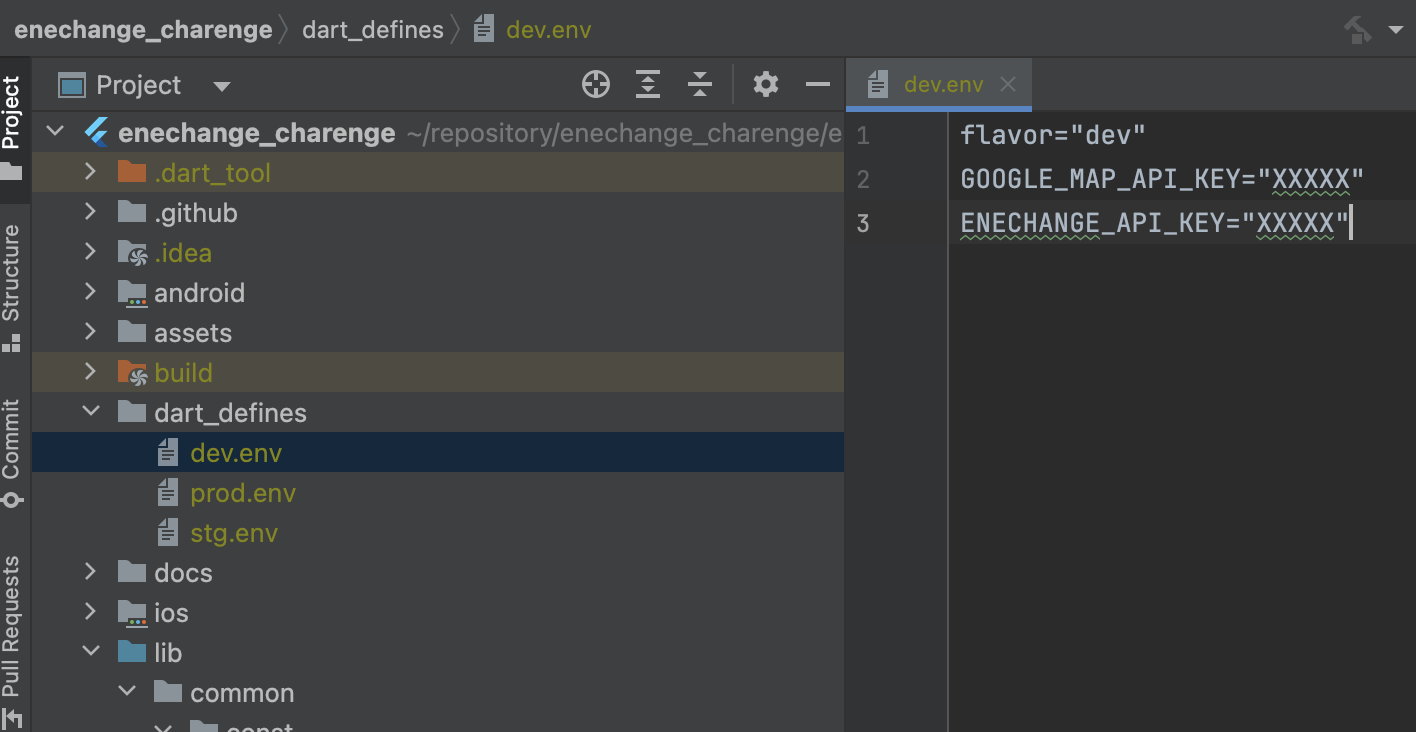 enechange_charenge dart_defines dev.env
Project
dev.env
Project
Structure
Commit
Pull Requests
enechange_charenge ~/repository/enechange_charenge/e
.dart_tool
.github
.idea
android
assets
build
dart_defines
dev.env
prod.env
stg.env
docs
ios
lib
common
const
1 flavor="dev"
2 GOOGLE_MAP_API_KEY="XXXXX"
3 ENECHANGE_API_KEY="XXXXX"